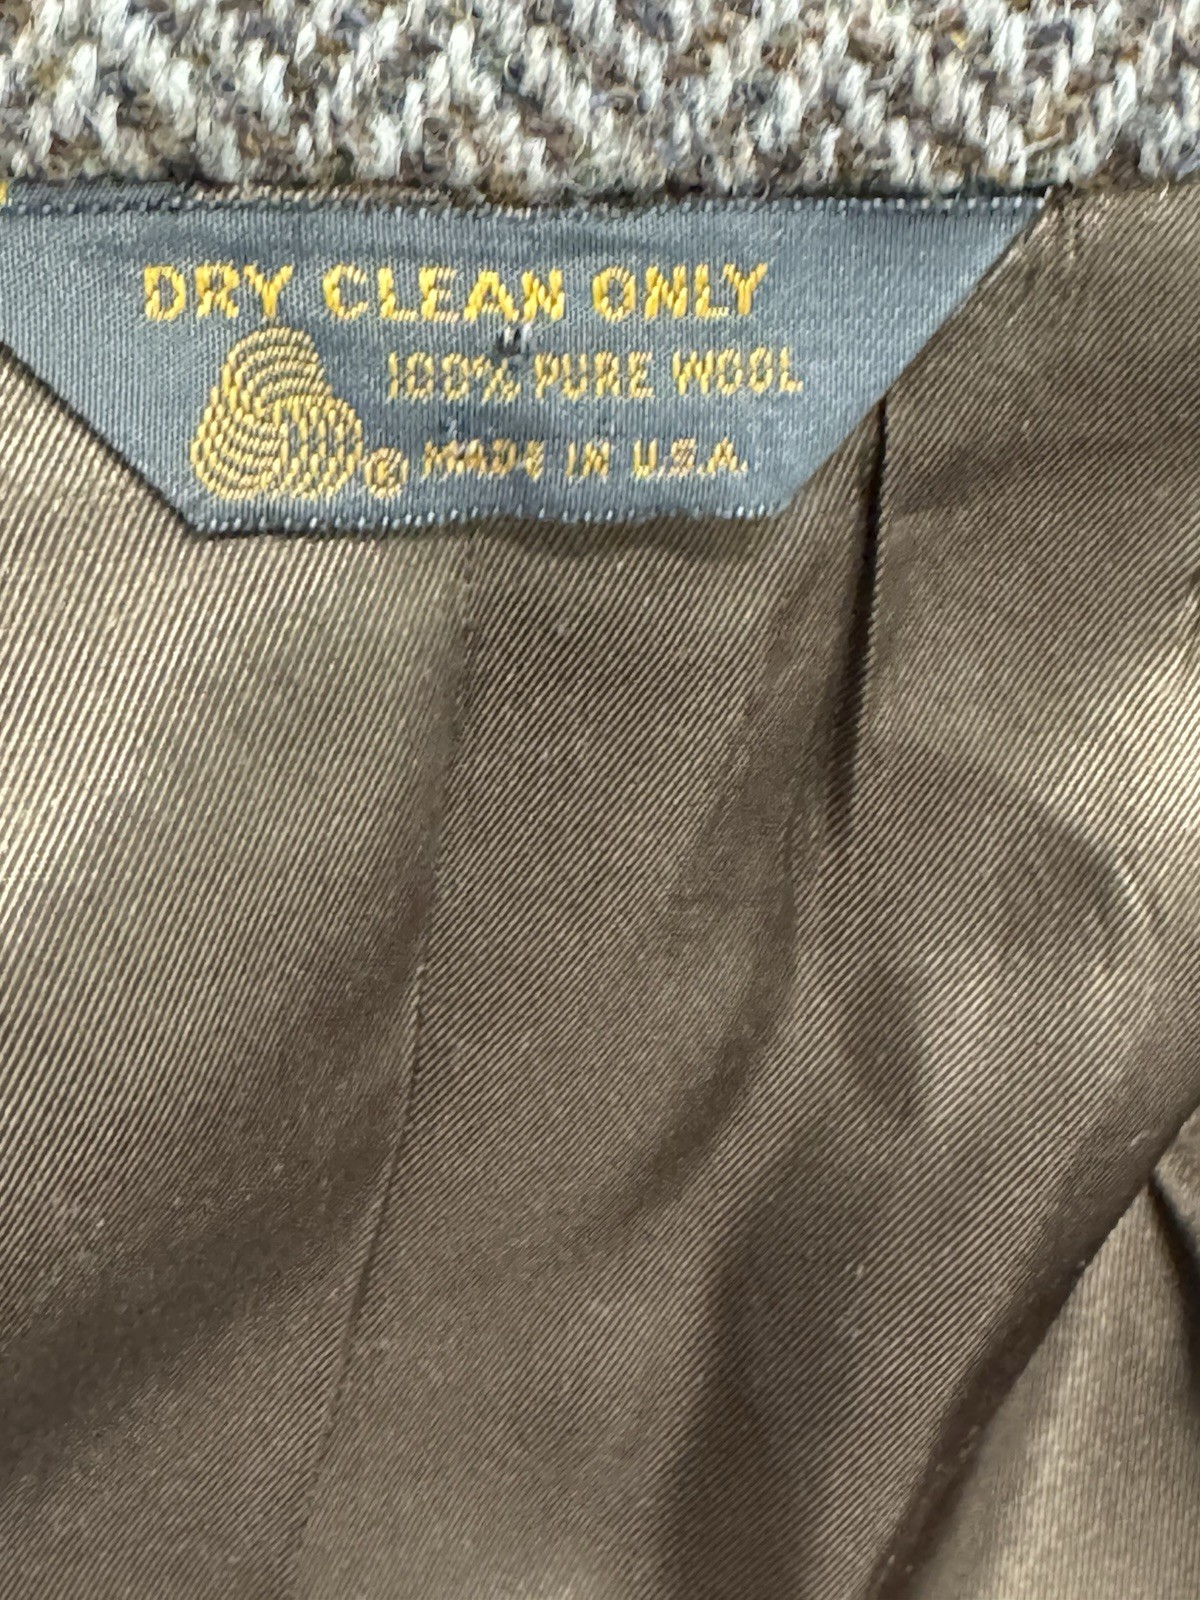 DRY CLEAN ONLY
100% PURE WOOL
® MADE IN U.S.A.